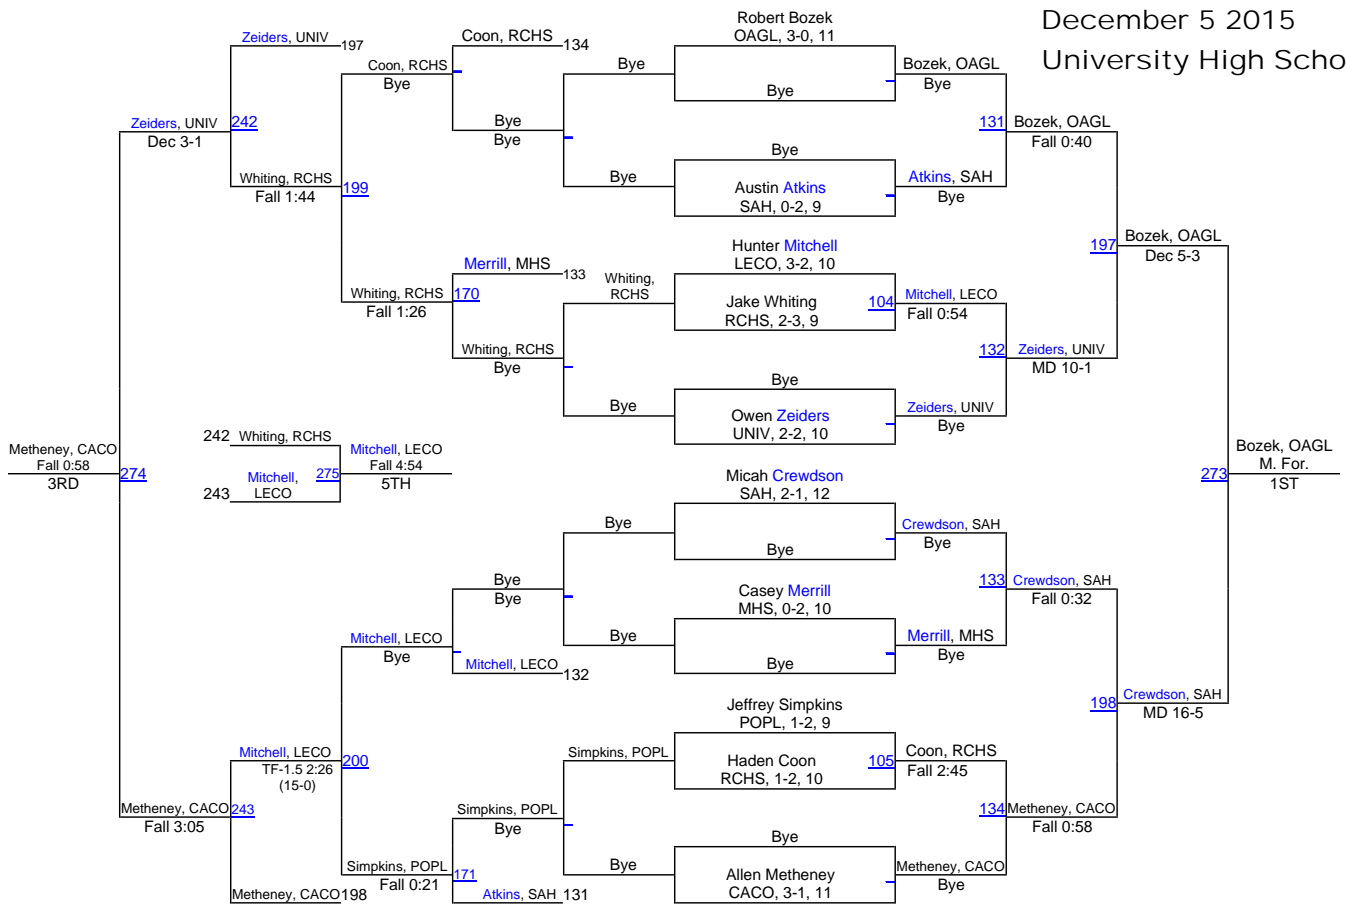 December 5 2015
University High Scho
Zeiders, UNIV
197
Coon, RCHS
Bye
Zeiders, UNIV
242
Dec 3-1
Whiting, RCHS
199
Fall 1:44
Whiting, RCHS
170
Fall 1:26
Coon, RCHS
134
Bye
Bye
Merrill, MHS
133
Whiting, RCHS
Bye
Bye
Bye
Whiting,
RCHS
Bye
Robert Bozek
OAGL, 3-0, 11
Bye
Bye
Austin Atkins
SAH, 0-2, 9
Hunter Mitchell
LECO, 3-2, 10
Jake Whiting
104
RCHS, 2-3, 9
Bye
Owen Zeiders
UNIV, 2-2, 10
Bozek, OAGL
Bye
131
Bozek, OAGL
Fall 0:40
Atkins, SAH
Bye
197
Bozek, OAGL
Dec 5-3
Mitchell, LECO
Fall 0:54
132
Zeiders, UNIV
MD 10-1
Zeiders, UNIV
Bye
Metheney, CACO
Fall 0:58
274
3RD
242
Whiting, RCHS
243
Mitchell,
LECO
275
Mitchell, LECO
Fall 4:54
5TH
273
Bozek, OAGL
M. For.
1ST
Micah Crewdson
SAH, 2-1, 12
Bye
Bye
Crewdson, SAH
Bye
Bye
Bye
Casey Merrill
MHS, 0-2, 10
Bye
Bye
Merrill, MHS
Bye
133
Crewdson, SAH
Fall 0:32
Mitchell, LECO
Bye
Mitchell, LECO
132
198
Crewdson, SAH
MD 16-5
Jeffrey Simpkins
POPL, 1-2, 9
Simpkins, POPL
Haden Coon
105
RCHS, 1-2, 10
Coon, RCHS
Fall 2:45
Mitchell, LECO
200
TF-1.5 2:26
(15-0)
Metheney, CACO
243
Fall 3:05
Simpkins, POPL
Bye
134
Metheney, CACO
Fall 0:58
Bye
Bye
Allen Metheney
CACO, 3-1, 11
Metheney, CACO
Bye
Simpkins, POPL
171
Fall 0:21
Metheney, CACO
198
Atkins, SAH
131